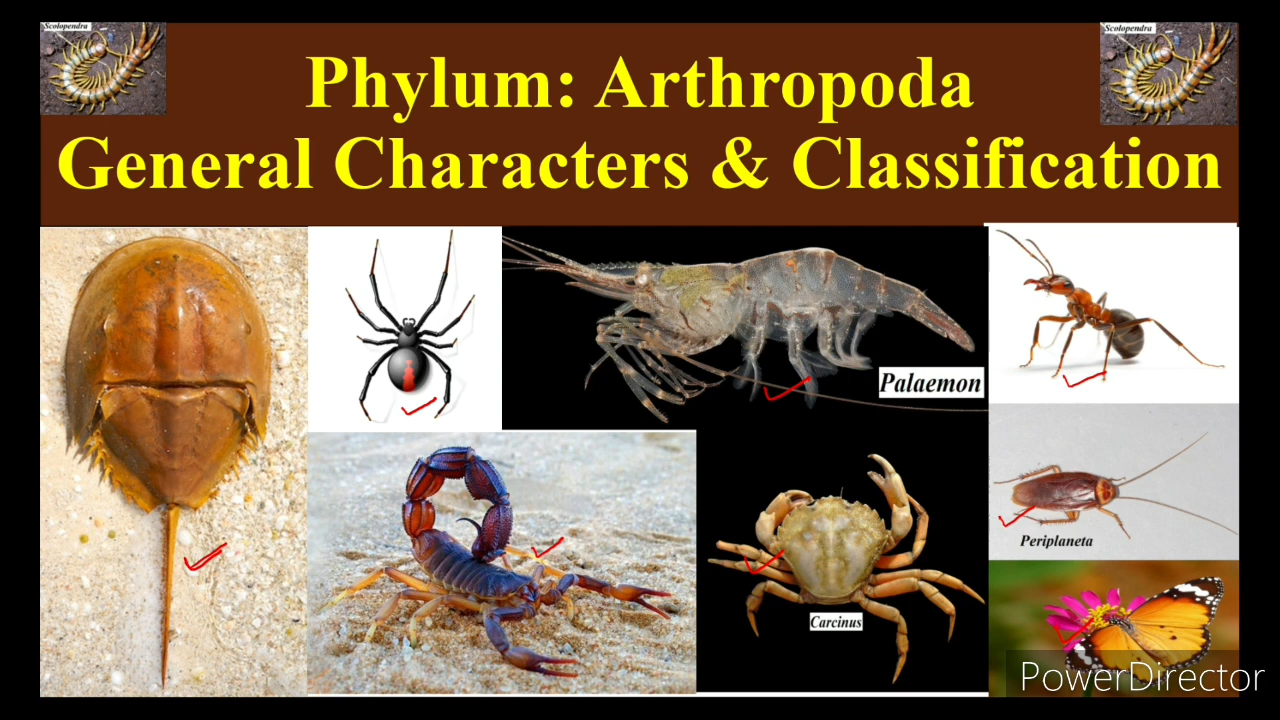 Scolopendra
Scolopendra
Phylum: Arthropoda
General Characters & Classification
Palaemon
Periplaneta
Carcinus
PowerDirector